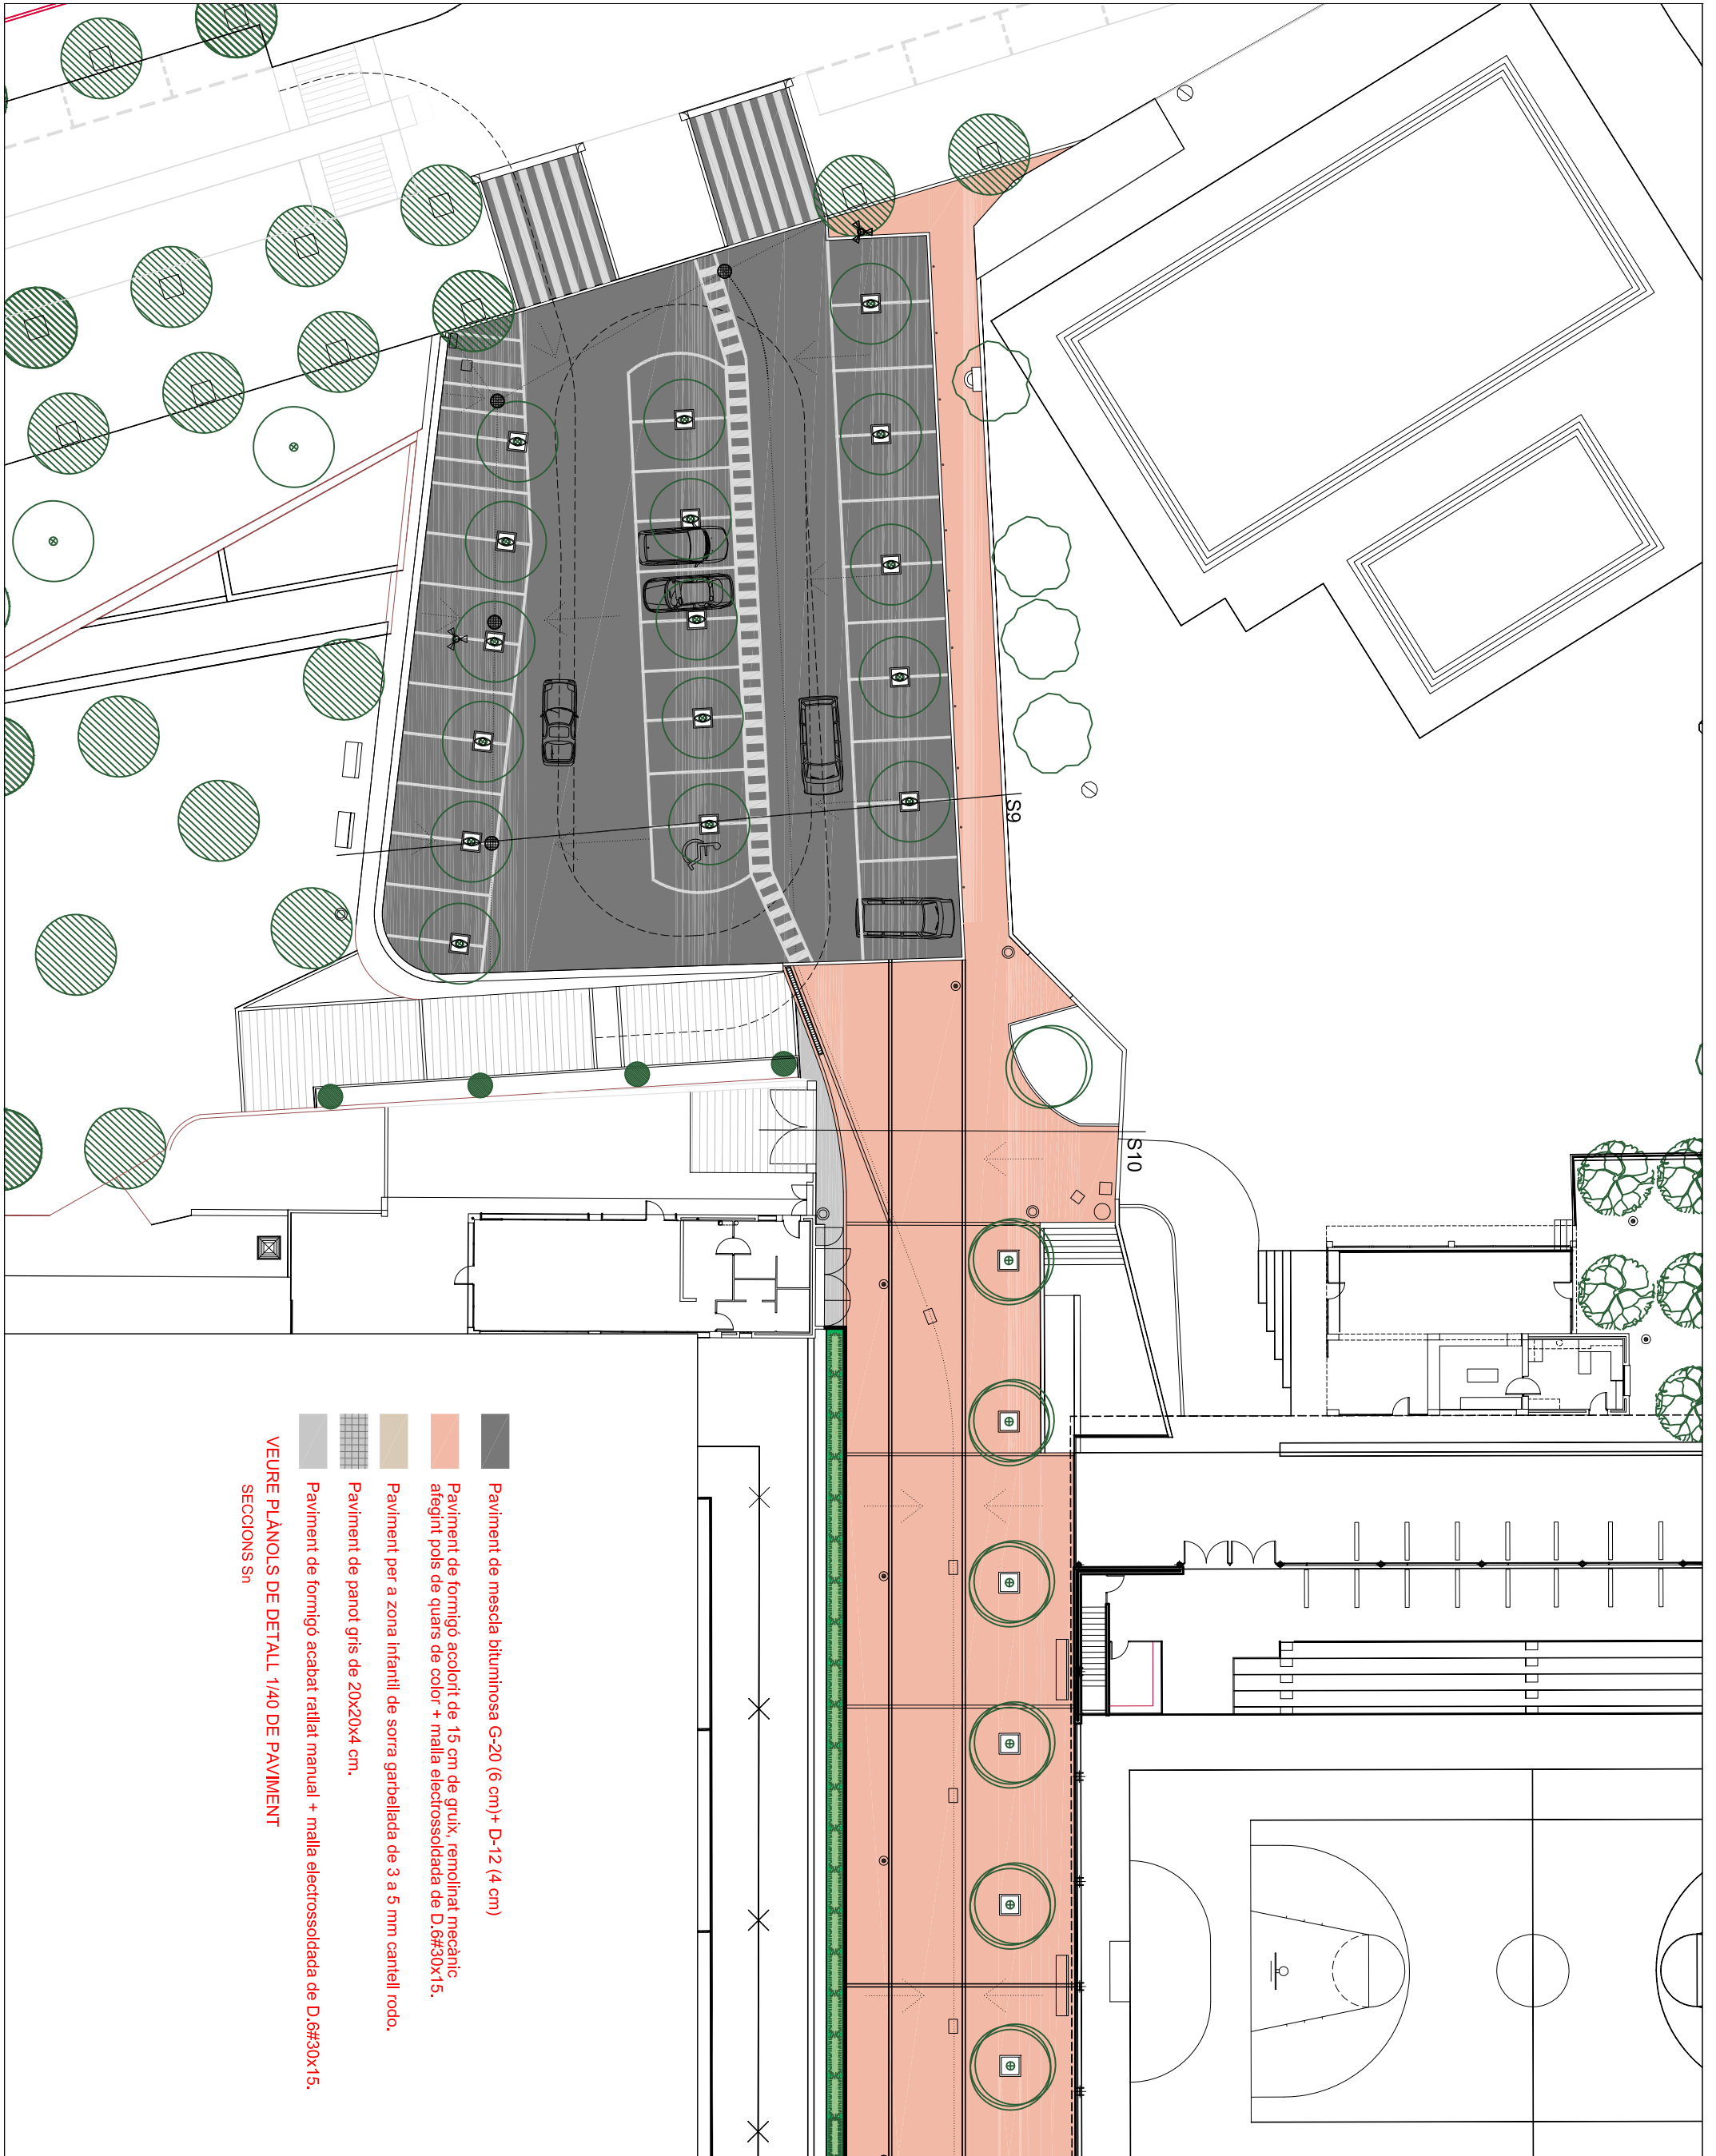 S9
S10
Paviment de mescla bituminosa G-20 (6 cm)+ D-12 (4 cm)
Paviment de formigó acolorit de 15 cm de gruix, remolinat mecànic
afegint pols de quars de color + malla electrossoldada de D.6#30x15.
Paviment per a zona infantil de sorra garbellada de 3 a 5 mm cantell rodo.
Paviment de panot gris de 20x20x4 cm.
Paviment de formigó acabat ratllat manual + malla electrossoldada de D.6#30x15.
VEURE PLÀNOLS DE DETALL 1/40 DE PAVIMENT
SECCIONS Sn